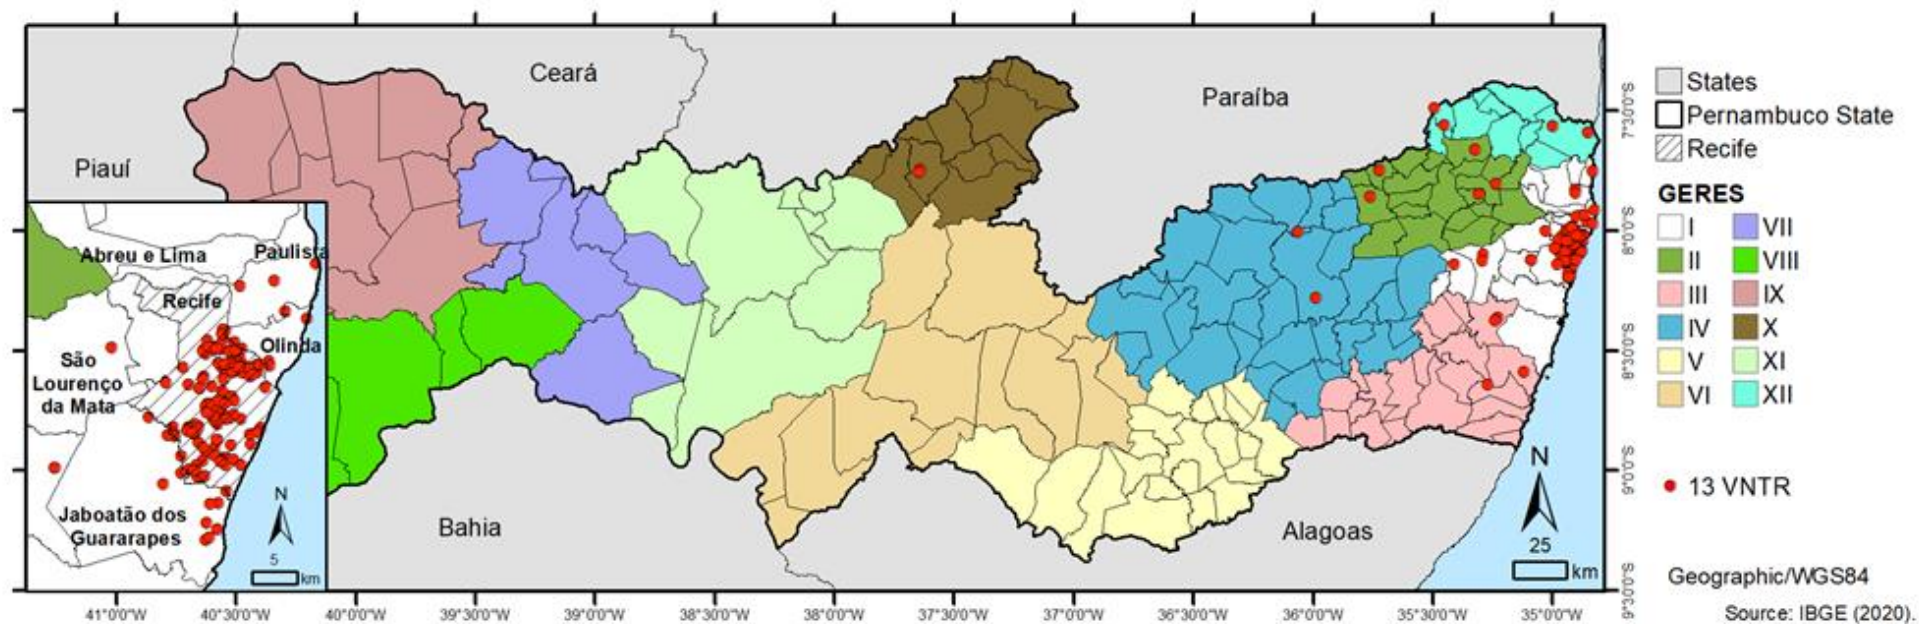 Ceará
Paraíba
Piauí
Bahia
Alagoas
Abreu e Lima
Paulista
Recife
Olinda
São
Lourenço
da Mata
Jaboatão dos
Guararapes
N
5
km
N
25
km
41°0'0"W
40°30'0"W
40°0'0"W
39°30'0"W
39°0'0"W
38°30'0"W
38°0'0"W
37°30'0"W
37°0'0"W
36°30'0"W
36°0'0"W
35°30'0"W
35°0'0"W
7°30'0"S
8°0'0"S
8°30'0"S
9°0'0"S
9°30'0"S
States
Pernambuco State
Recife
GERES
I VII
II VIII
III IX
IV X
V XI
VI XII
13 VNTR
Geographic/WGS84
Source: IBGE (2020).